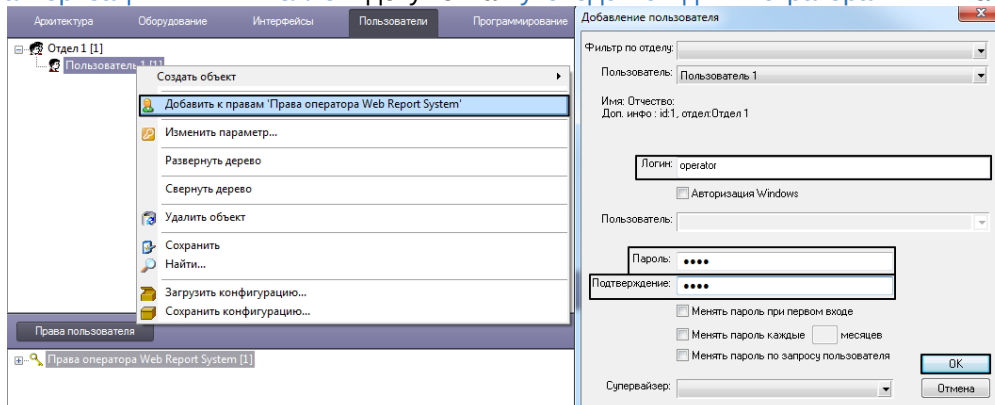 Архитектура Оборудование Интерфейсы Пользователи Программирование
Отдел 1 [1]
Пользователь 1 [1]
Создать объект
Добавить к правам 'Права оператора Web Report System'
Изменить параметр...
Развернуть дерево
Свернуть дерево
Удалить объект
Сохранить
Найти...
Загрузить конфигурацию...
Сохранить конфигурацию...
Права пользователя
Права оператора Web Report System [1]
Добавление пользователя
Фильтр по отделу:
Пользователь: Пользователь 1
Имя: Отчество:
Доп. инфо : id:1, отдел:Отдел 1
Логин: operator
Авторизация Windows
Пользователь:
Пароль: ••••
Подтверждение: ••••
Менять пароль при первом входе
Менять пароль каждые месяцев
Менять пароль по запросу пользователя
OK
Супервайзер:
Отмена